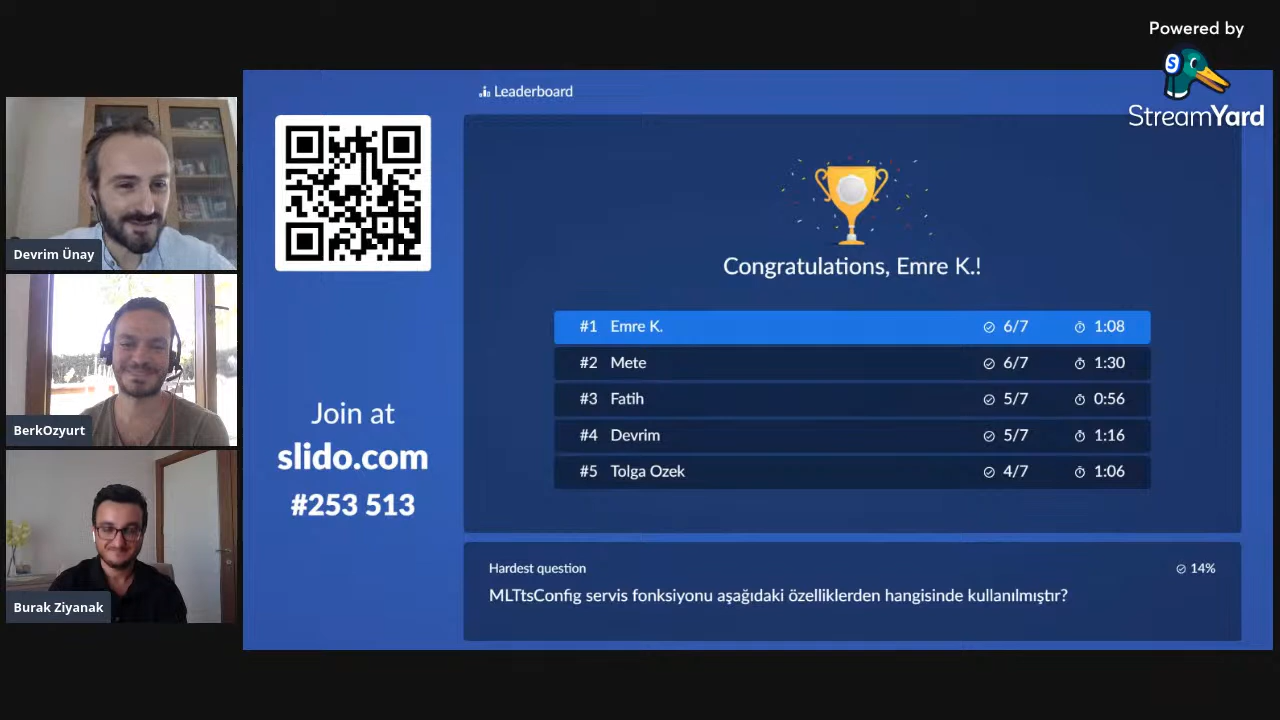 Powered by
StreamYard
Devrim Ünay
BerkOzyurt
Burak Ziyanak
Join at
slido.com
#253 513
Leaderboard
Congratulations, Emre K.!
#1 Emre K. 6/7 1:08
#2 Mete 6/7 1:30
#3 Fatih 5/7 0:56
#4 Devrim 5/7 1:16
#5 Tolga Ozek 4/7 1:06
Hardest question 14%
MLTtsConfig servis fonksiyonu aşağıdaki özelliklerden hangisinde kullanılmıştır?